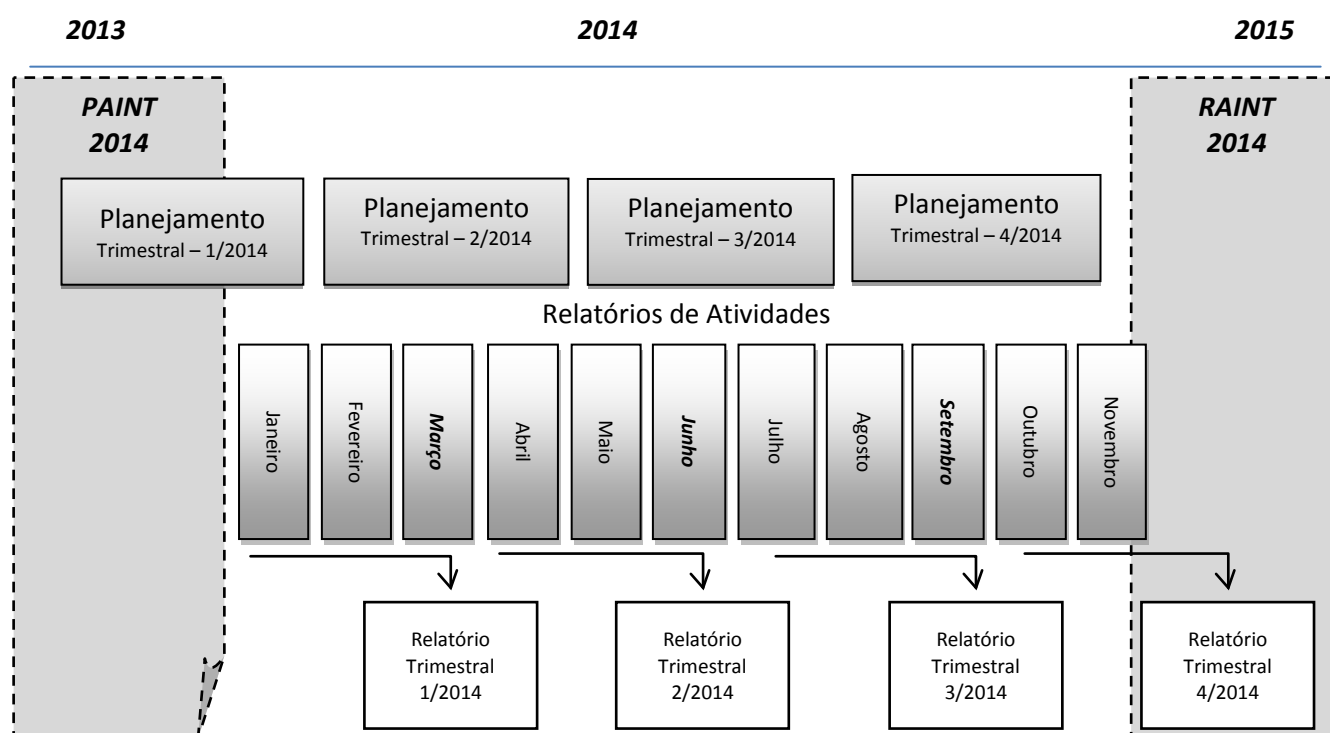 2013
2014
2015
PAINT
2014
RAINT
2014
Planejamento
Trimestral – 1/2014
Planejamento
Trimestral – 2/2014
Planejamento
Trimestral – 3/2014
Planejamento
Trimestral – 4/2014
Relatórios de Atividades
Janeiro
Fevereiro
Março
Abril
Maio
Junho
Julho
Agosto
Setembro
Outubro
Novembro
Relatório
Trimestral
1/2014
Relatório
Trimestral
2/2014
Relatório
Trimestral
3/2014
Relatório
Trimestral
4/2014